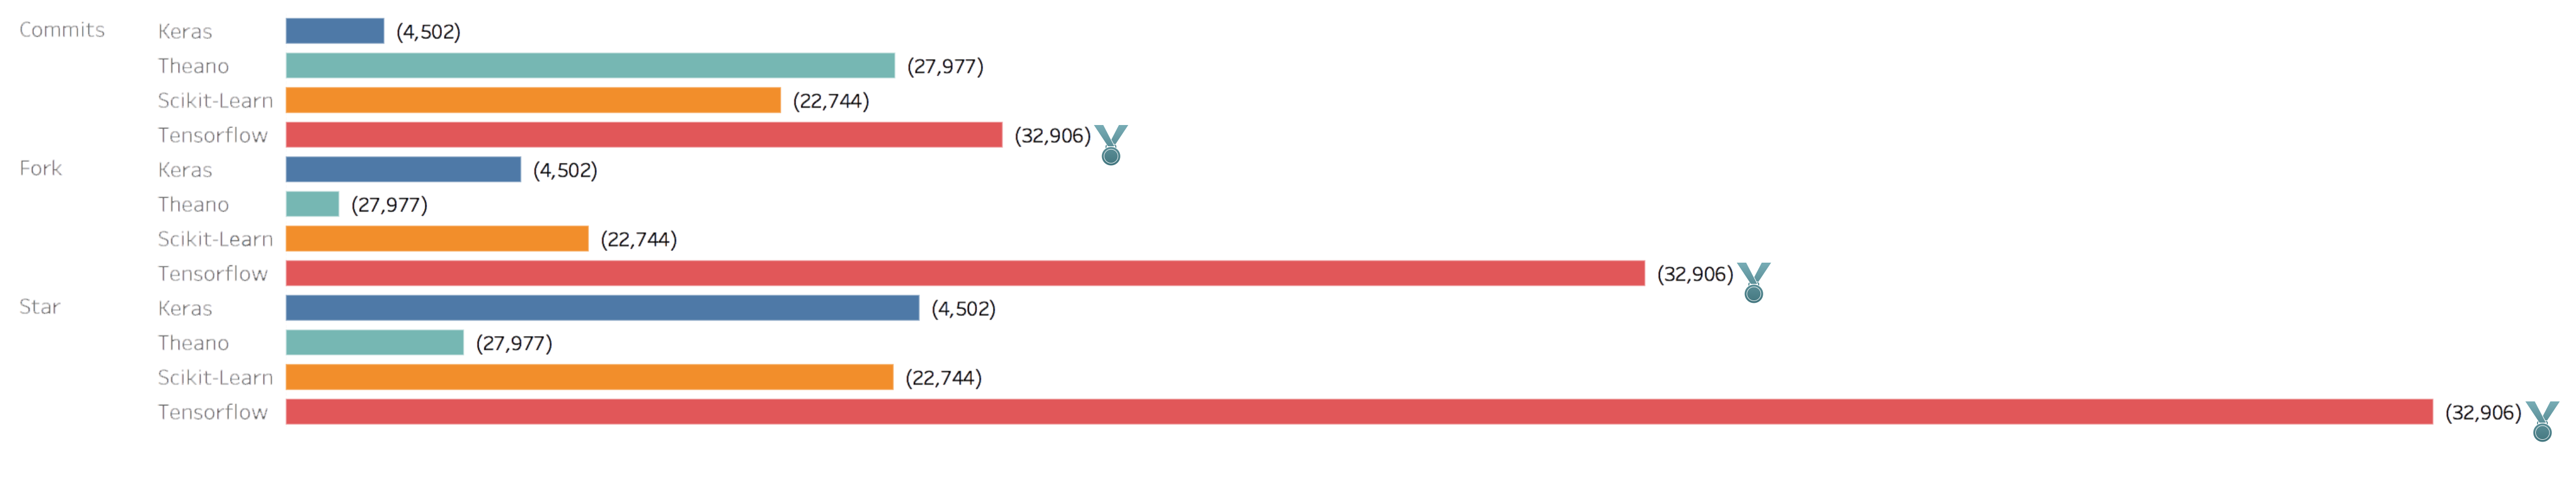 Commits Keras (4,502)
Theano (27,977)
Scikit-Learn (22,744)
Tensorflow (32,906)
Fork Keras (4,502)
Theano (27,977)
Scikit-Learn (22,744)
Tensorflow (32,906)
Star Keras (4,502)
Theano (27,977)
Scikit-Learn (22,744)
Tensorflow (32,906)